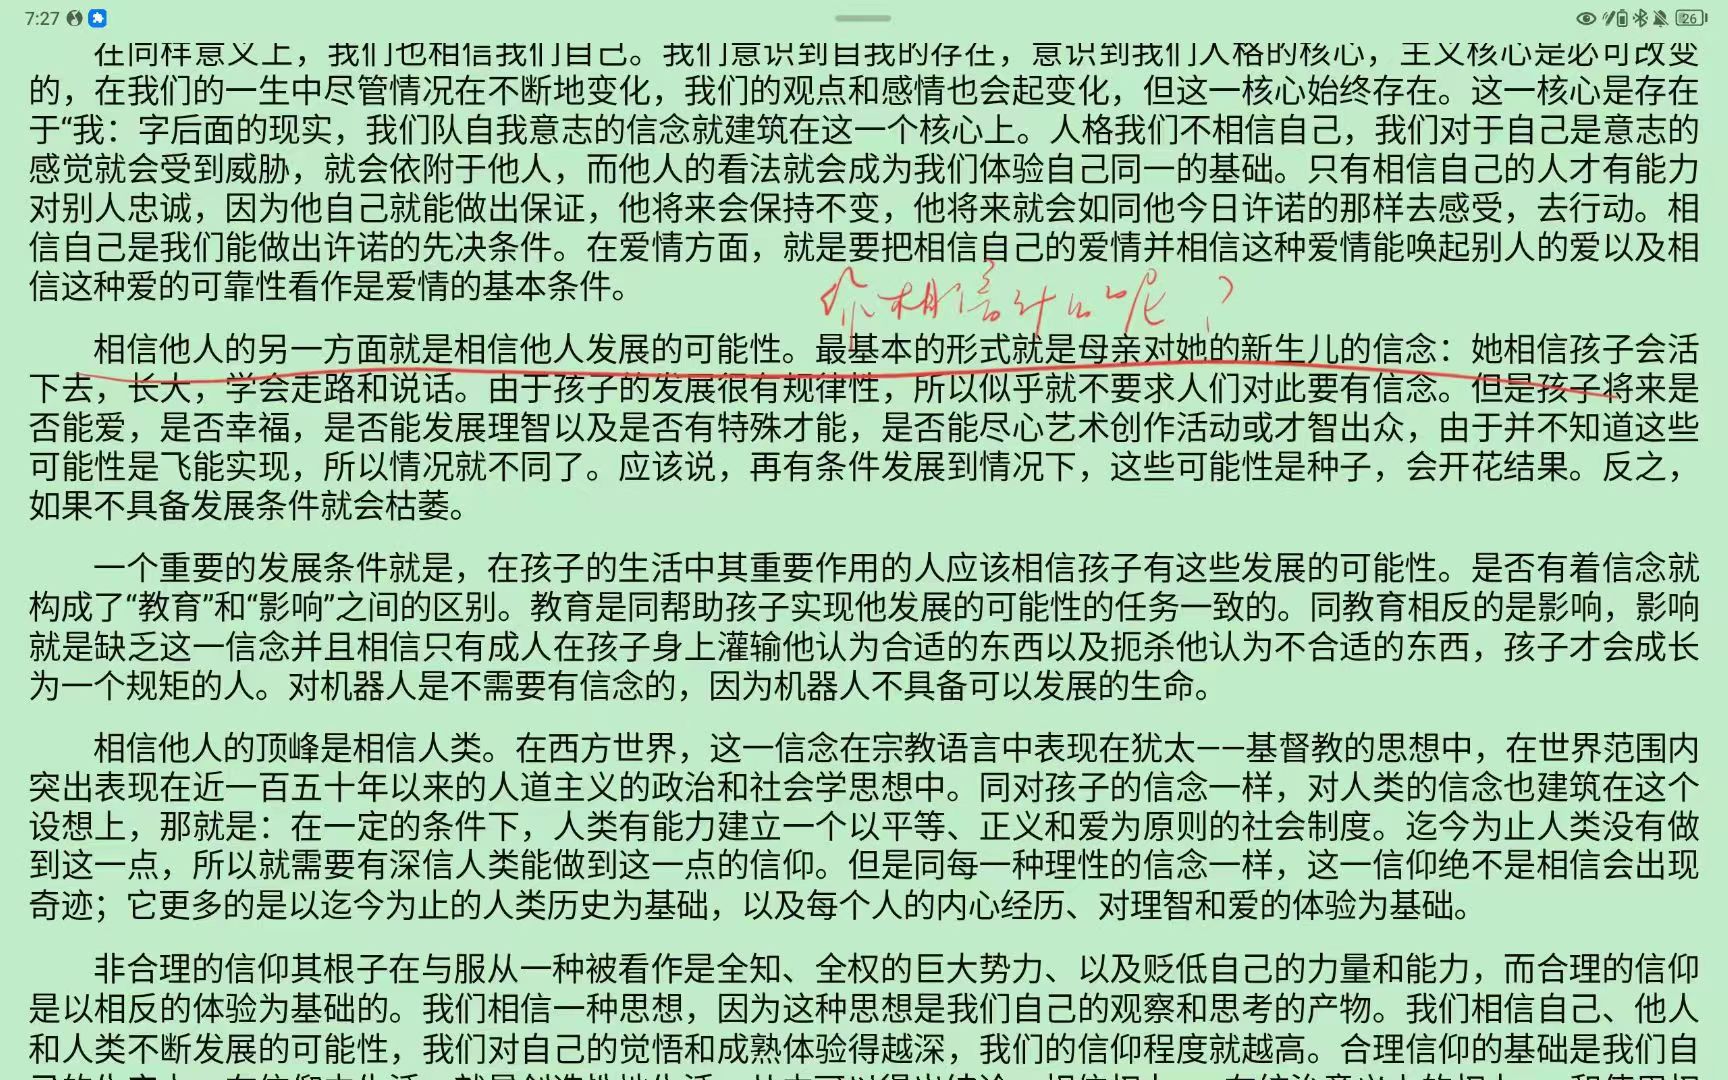 7:27
26
在同样意义上，我们也相信我们自己。我们意识到自我的存在，意识到我们人格的核心，主义核心是必可改变
的，在我们的一生中尽管情况在不断地变化，我们的观点和感情也会起变化，但这一核心始终存在。这一核心是存在
于“我：字后面的现实，我们队自我意志的信念就建筑在这一个核心上。人格我们不相信自己，我们对于自己是意志的
感觉就会受到威胁，就会依附于他人，而他人的看法就会成为我们体验自己同一的基础。只有相信自己的人才有能力
对别人忠诚，因为他自己就能做出保证，他将来会保持不变，他将来就会如同他今日许诺的那样去感受，去行动。相
信自己是我们能做出许诺的先决条件。在爱情方面，就是要把相信自己的爱情并相信这种爱情能唤起别人的爱以及相
信这种爱的可靠性看作是爱情的基本条件。
你相信什么呢？
相信他人的另一方面就是相信他人发展的可能性。最基本的形式就是母亲对她的新生儿的信念：她相信孩子会活
下去，长大，学会走路和说话。由于孩子的发展很有规律性，所以似乎就不要求人们对此要有信念。但是孩子将来是
否能爱，是否幸福，是否能发展理智以及是否有特殊才能，是否能尽心艺术创作活动或才智出众，由于并不知道这些
可能性是飞能实现，所以情况就不同了。应该说，再有条件发展到情况下，这些可能性是种子，会开花结果。反之，
如果不具备发展条件就会枯萎。
一个重要的发展条件就是，在孩子的生活中其重要作用的人应该相信孩子有这些发展的可能性。是否有着信念就
构成了“教育”和“影响”之间的区别。教育是同帮助孩子实现他发展的可能性的任务一致的。同教育相反的是影响，影响
就是缺乏这一信念并且相信只有成人在孩子身上灌输他认为合适的东西以及扼杀他认为不合适的东西，孩子才会成长
为一个规矩的人。对机器人是不需要有信念的，因为机器人不具备可以发展的生命。
相信他人的顶峰是相信人类。在西方世界，这一信念在宗教语言中表现在犹太——基督教的思想中，在世界范围内
突出表现在近一百五十年以来的人道主义的政治和社会学思想中。同对孩子的信念一样，对人类的信念也建筑在这个
设想上，那就是：在一定的条件下，人类有能力建立一个以平等、正义和爱为原则的社会制度。迄今为止人类没有做
到这一点，所以就需要有深信人类能做到这一点的信仰。但是同每一种理性的信念一样，这一信仰绝不是相信会出现
奇迹；它更多的是以迄今为止的人类历史为基础，以及每个人的内心经历、对理智和爱的体验为基础。
非合理的信仰其根子在与服从一种被看作是全知、全权的巨大势力、以及贬低自己的力量和能力，而合理的信仰
是以相反的体验为基础的。我们相信一种思想，因为这种思想是我们自己的观察和思考的产物。我们相信自己、他人
和人类不断发展的可能性，我们对自己的觉悟和成熟体验得越深，我们的信仰程度就越高。合理信仰的基础是我们自